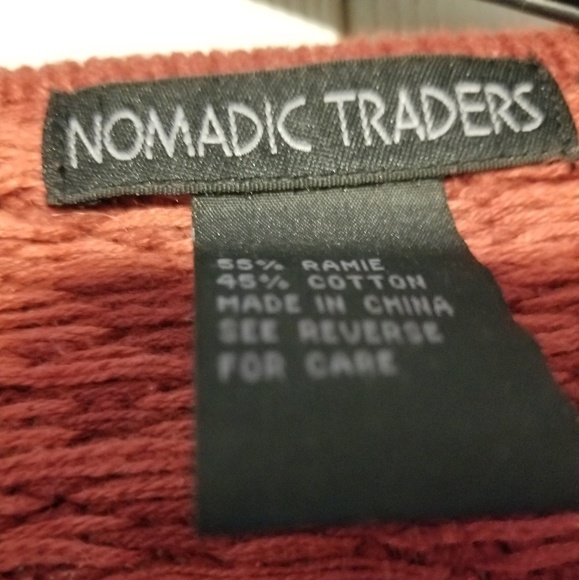 NOMADIC TRADERS
55% RAMIE
45% COTTON
MADE IN CHINA
SEE REVERSE
FOR CARE